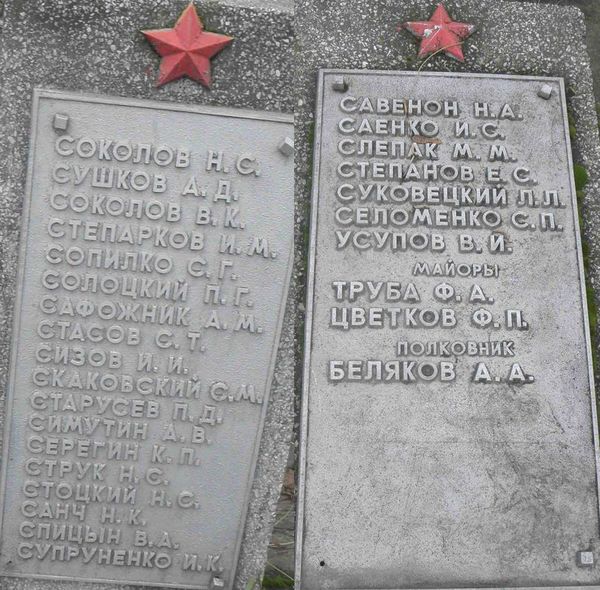 СОКОЛОВ Н.С.
СУШКОВ А.Д.
СОКОЛОВ В.К.
СТЕПАРКОВ И.М.
СОПИЛКО С.Г.
СОЛОЦКИЙ П.Г.
САФОЖНИК А.М.
СТАСОВ С.Т.
СИЗОВ И.И.
СКАКОВСКИЙ С.М.
СТАРУСЕВ П.Д.
СИМУТИН А.В.
СЕРЕГИН К.П.
СТРУК Н.С.
СТОЦКИЙ Н.С.
САНЧ Н.К.
СПИЦЫН В.А.
СУПРУНЕНКО И.К.
САВЕНОН Н.А.
САЕНКО И.С.
СЛЕПАК М.М.
СТЕПАНОВ Е.С.
СУКОВЕЦКИЙ Л.Л.
СЕЛОМЕНКО С.П.
УСУПОВ В.И.
МАЙОРЫ
ТРУБА Ф.А.
ЦВЕТКОВ Ф.П.
ПОЛКОВНИК
БЕЛЯКОВ А.А.